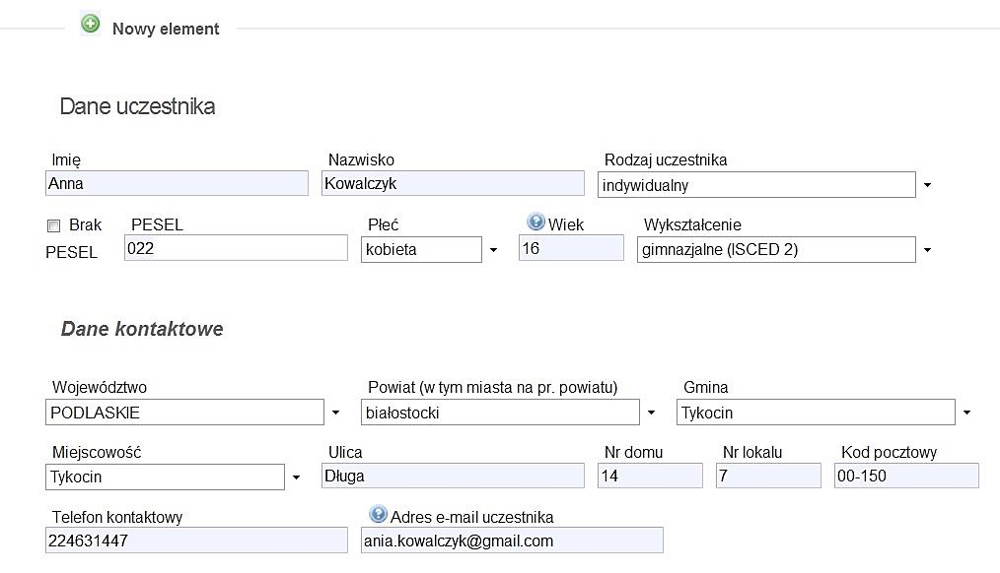 Nowy element
Dane uczestnika
Imię Nazwisko Rodzaj uczestnika
Anna Kowalczyk indywidualny
Brak PESEL PESEL Płeć Wiek Wykształcenie
022 kobieta 16 gimnazjalne (ISCED 2)
Dane kontaktowe
Województwo Powiat (w tym miasta na pr. powiatu) Gmina
PODLASKIE białostocki Tykocin
Miejscowość Ulica Nr domu Nr lokalu Kod pocztowy
Tykocin Długa 14 7 00-150
Telefon kontaktowy Adres e-mail uczestnika
224631447 ania.kowalczyk@gmail.com